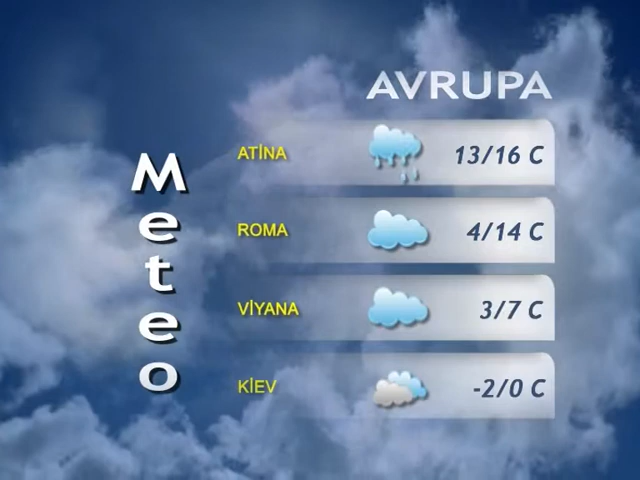 AVRUPA
Meteo
ATİNA 13/16 C
ROMA 4/14 C
VİYANA 3/7 C
KİEV -2/0 C